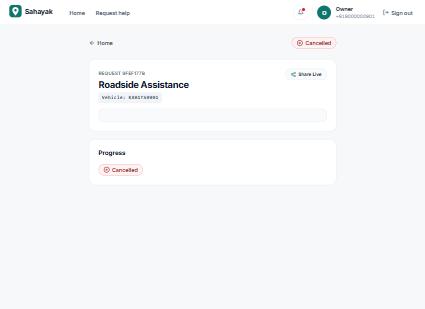 Sahayak
Home
Request help
Owner
Sign out
Home
Cancelled
Roadside Assistance
Share Live
Progress
Cancelled